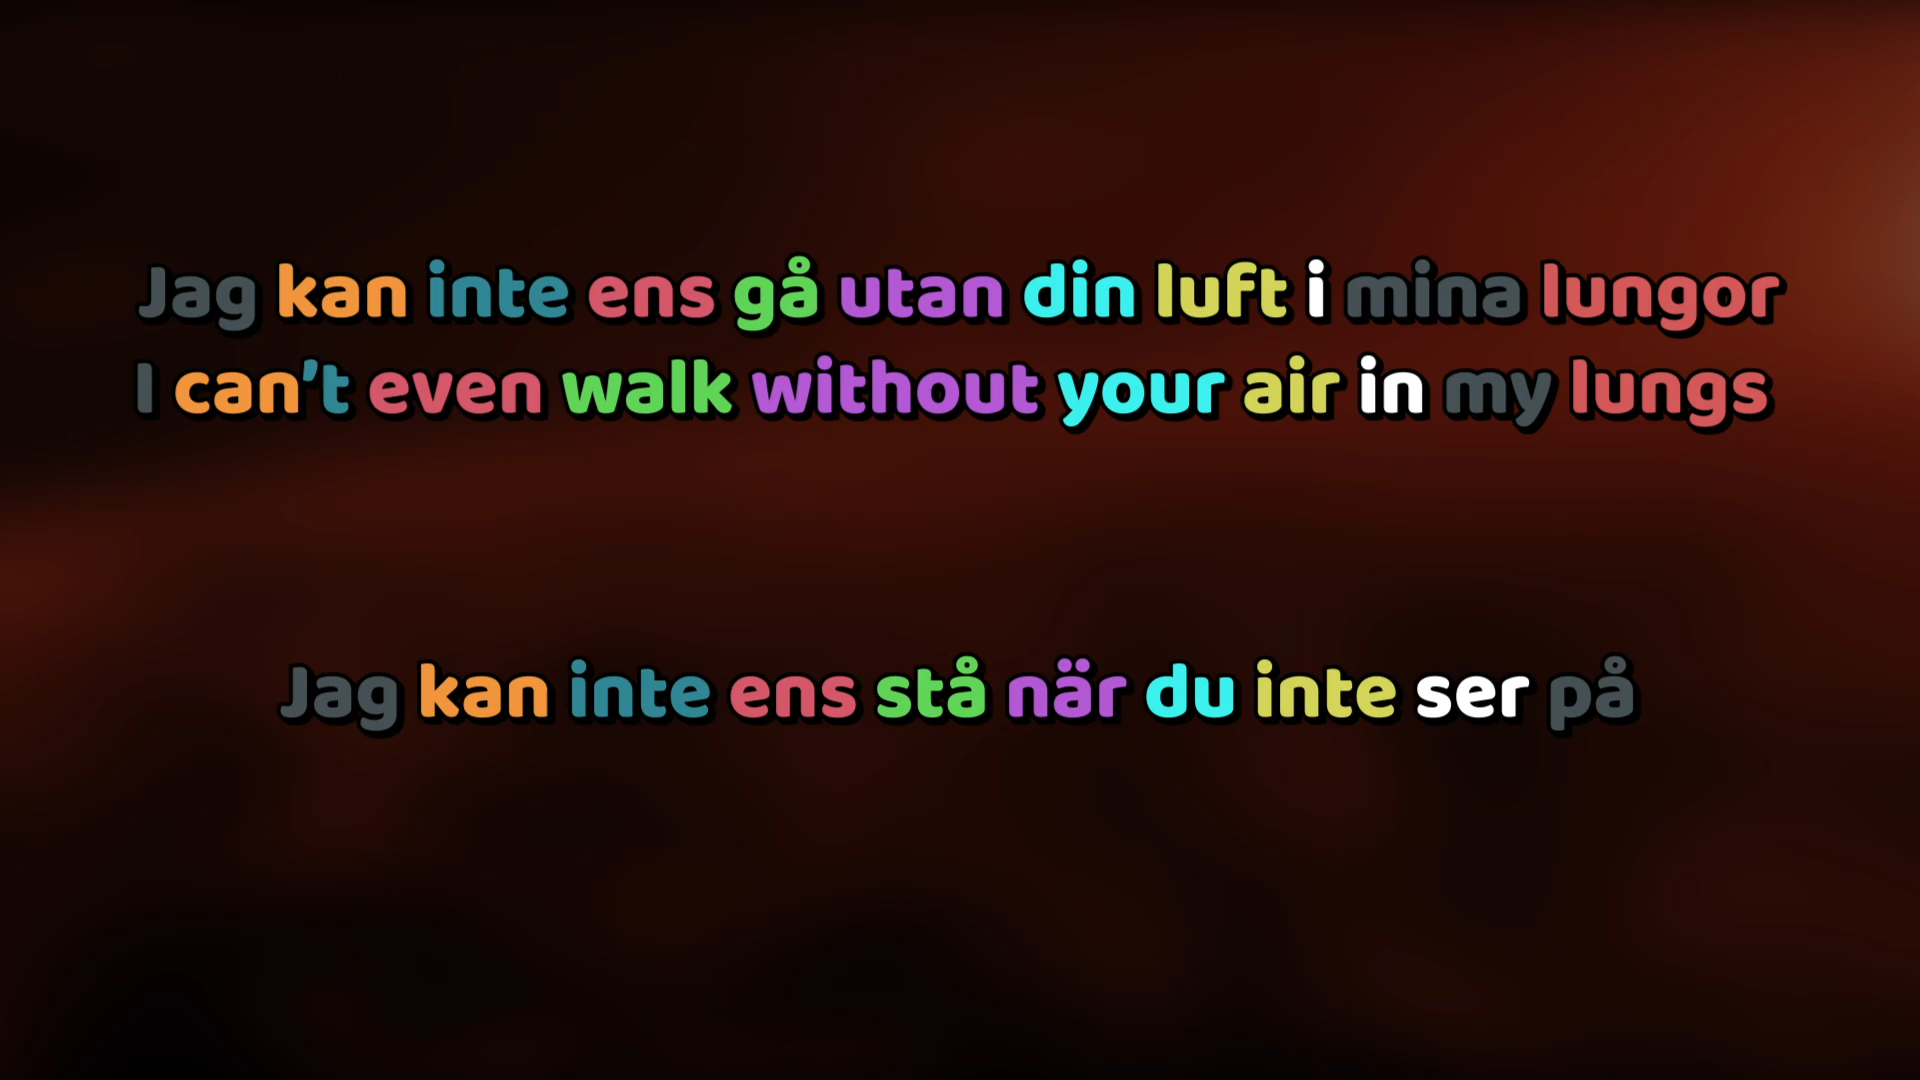 Jag kan inte ens gå utan din luft i mina lungor
I can’t even walk without your air in my lungs
Jag kan inte ens stå när du inte ser på